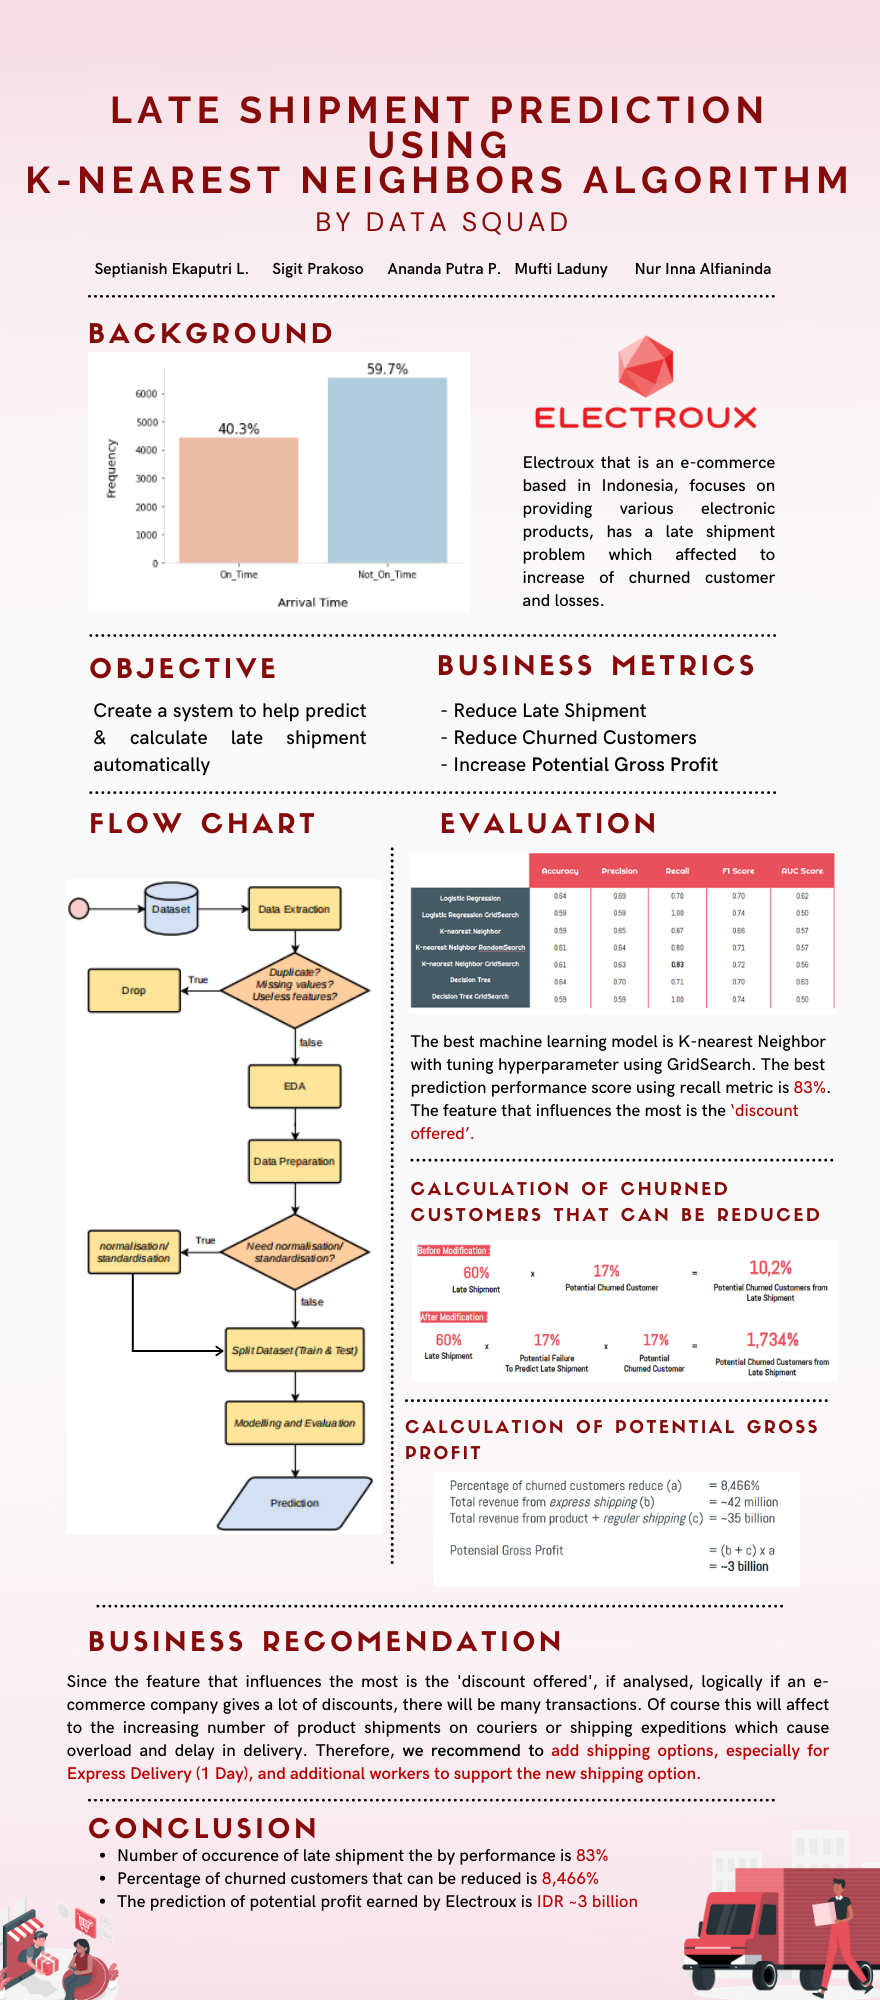 LATE SHIPMENT PREDICTION
USING
K-NEAREST NEIGHBORS ALGORITHM
BY DATA SQUAD
Septianish Ekaputri L. Sigit Prakoso Ananda Putra P. Mufti Laduny Nur Inna Alfianinda
BACKGROUND
59.7%
40.3%
6000
5000
4000
3000
2000
1000
0
Frequency
On_Time Not_On_Time
Arrival Time
ELECTROUX
Electroux that is an e-commerce
based in Indonesia, focuses on
providing various electronic
products, has a late shipment
problem which affected to
increase of churned customer
and losses.
OBJECTIVE
Create a system to help predict
& calculate late shipment
automatically
BUSINESS METRICS
- Reduce Late Shipment
- Reduce Churned Customers
- Increase Potential Gross Profit
FLOW CHART
Dataset
Data Extraction
Duplicate?
Missing values?
Useless features?
True
Drop
false
EDA
Data Preparation
Need normalisation/
standardisation?
True
normalisation/
standardisation
false
Split Dataset (Train & Test)
Modelling and Evaluation
Prediction
EVALUATION
Accuracy Precision Recall F1 Score AUC Score
Logistic Regression 0.64 0.69 0.70 0.70 0.62
Logistic Regression GridSearch 0.59 0.59 1.00 0.74 0.50
K-nearest Neighbor 0.59 0.65 0.67 0.66 0.57
K-nearest Neighbor RandomSearch 0.61 0.64 0.80 0.71 0.57
K-nearest Neighbor GridSearch 0.61 0.63 0.83 0.72 0.56
Decision Tree 0.64 0.70 0.71 0.70 0.63
Decision Tree GridSearch 0.59 0.59 1.00 0.74 0.50
The best machine learning model is K-nearest Neighbor
with tuning hyperparameter using GridSearch. The best
prediction performance score using recall metric is 83%.
The feature that influences the most is the ‘discount
offered’.
CALCULATION OF CHURNED
CUSTOMERS THAT CAN BE REDUCED
Before Modification :
60% x 17% = 10,2%
Late Shipment Potential Churned Customer Potential Churned Customers from
Late Shipment
After Modification :
60% x 17% x 17% = 1,734%
Late Shipment Potential Failure Potential Potential Churned Customers from
To Predict Late Shipment Churned Customer Late Shipment
CALCULATION OF POTENTIAL GROSS
PROFIT
Percentage of churned customers reduce (a) = 8,466%
Total revenue from express shipping (b) = ~42 million
Total revenue from product + reguler shipping (c) = ~35 billion
Potensial Gross Profit = (b + c) x a
= ~3 billion
BUSINESS RECOMENDATION
Since the feature that influences the most is the 'discount offered', if analysed, logically if an e-
commerce company gives a lot of discounts, there will be many transactions. Of course this will affect
to the increasing number of product shipments on couriers or shipping expeditions which cause
overload and delay in delivery. Therefore, we recommend to add shipping options, especially for
Express Delivery (1 Day), and additional workers to support the new shipping option.
CONCLUSION
• Number of occurence of late shipment the by performance is 83%
• Percentage of churned customers that can be reduced is 8,466%
• The prediction of potential profit earned by Electroux is IDR ~3 billion